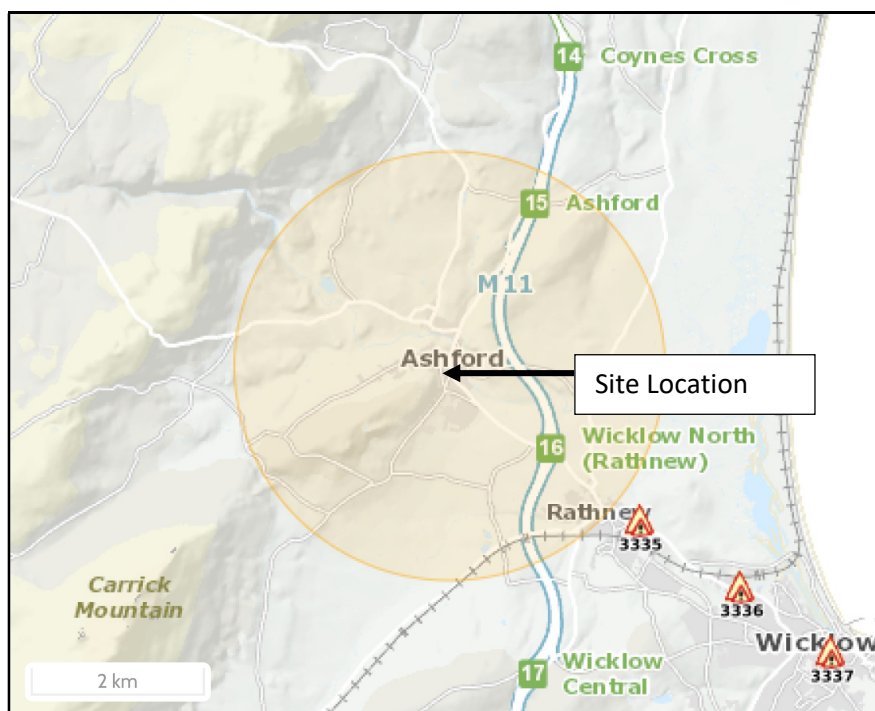 14 Coynes Cross
15 Ashford
M11
Ashford
Site Location
16 Wicklow North
(Rathnew)
Rathnew
3335
Carrick
Mountain
3336
Wicklow
3337
2 km
17 Wicklow
Central